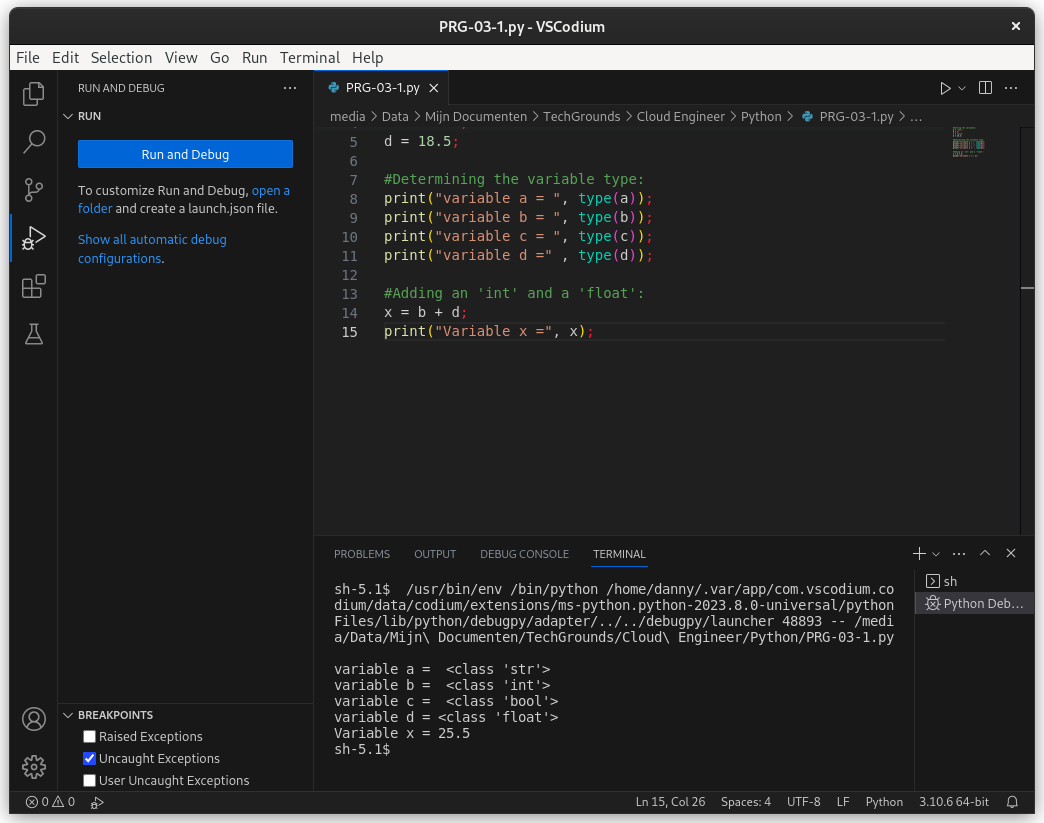 PRG-03-1.py - VSCodium
File Edit Selection View Go Run Terminal Help
RUN AND DEBUG
RUN
Run and Debug
To customize Run and Debug, open a
folder and create a launch.json file.
Show all automatic debug
configurations.
BREAKPOINTS
Raised Exceptions
Uncaught Exceptions
User Uncaught Exceptions
PRG-03-1.py
media > Data > Mijn Documenten > TechGrounds > Cloud Engineer > Python > PRG-03-1.py > ...
5 d = 18.5;
6
7 #Determining the variable type:
8 print("variable a = ", type(a));
9 print("variable b = ", type(b));
10 print("variable c = ", type(c));
11 print("variable d =" , type(d));
12
13 #Adding an 'int' and a 'float':
14 x = b + d;
15 print("Variable x =", x);
PROBLEMS OUTPUT DEBUG CONSOLE TERMINAL
sh-5.1$  /usr/bin/env /bin/python /home/danny/.var/app/com.vscodium.co
dium/data/codium/extensions/ms-python.python-2023.8.0-universal/python
Files/lib/python/debugpy/adapter/../../debugpy/launcher 48893 -- /medi
a/Data/Mijn\ Documenten/TechGrounds/Cloud\ Engineer/Python/PRG-03-1.py
variable a =  <class 'str'>
variable b =  <class 'int'>
variable c =  <class 'bool'>
variable d = <class 'float'>
Variable x = 25.5
sh-5.1$
sh
Python Deb...
0 0
Ln 15, Col 26 Spaces: 4 UTF-8 LF Python 3.10.6 64-bit